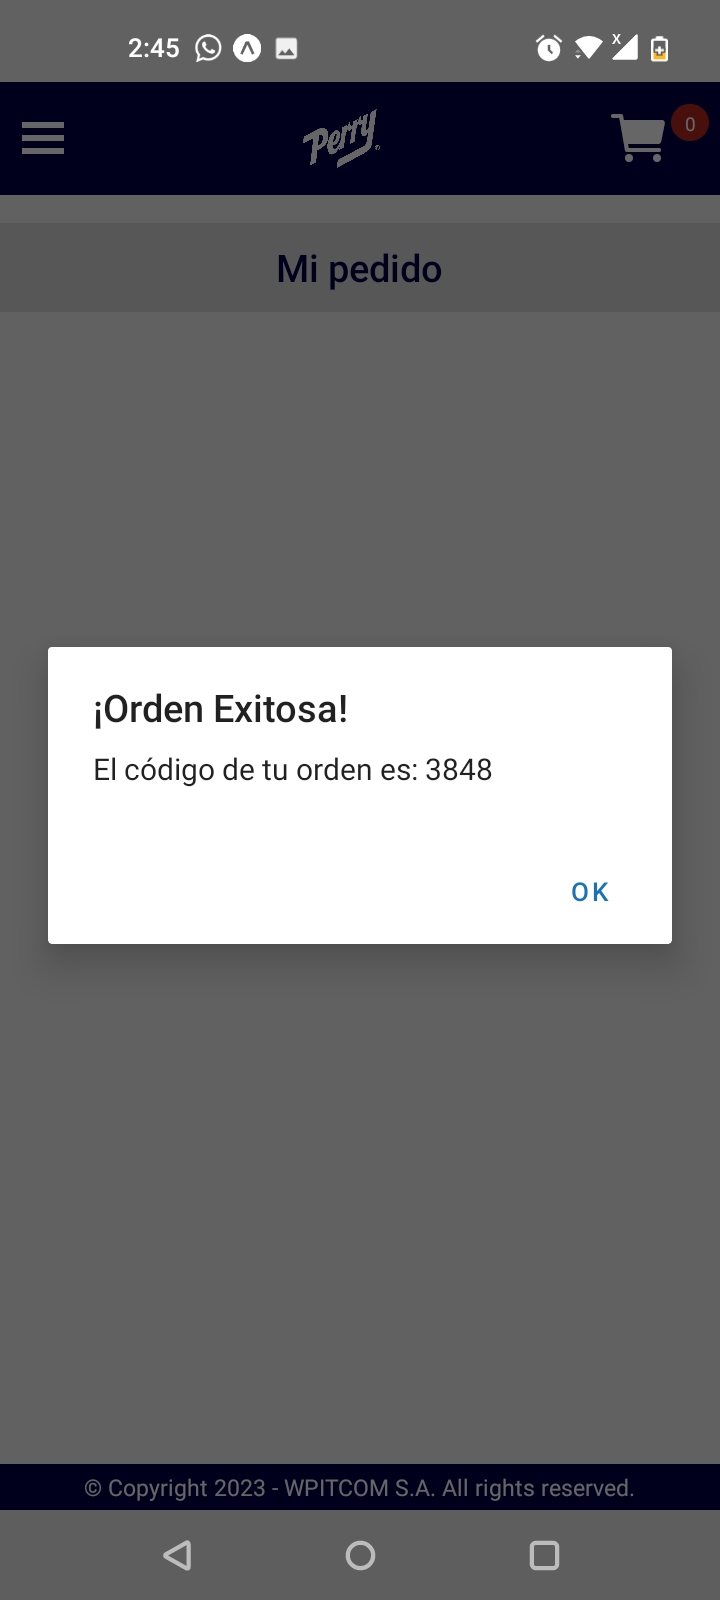 2:45
Perry
0
Mi pedido
¡Orden Exitosa!
El código de tu orden es: 3848
OK
© Copyright 2023 - WPITCOM S.A. All rights reserved.